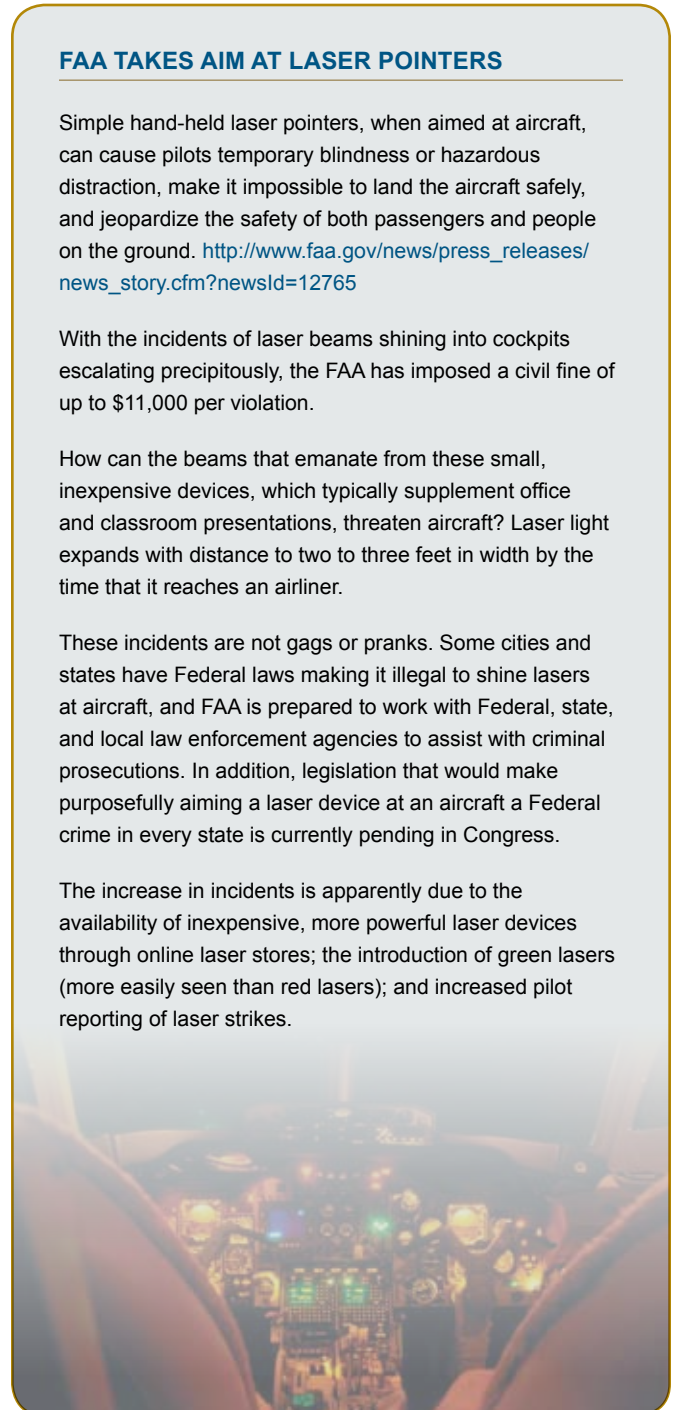 FAA TAKES AIM AT LASER POINTERS
Simple hand-held laser pointers, when aimed at aircraft,
can cause pilots temporary blindness or hazardous
distraction, make it impossible to land the aircraft safely,
and jeopardize the safety of both passengers and people
on the ground. http://www.faa.gov/news/press_releases/
news_story.cfm?newsId=12765
With the incidents of laser beams shining into cockpits
escalating precipitously, the FAA has imposed a civil fine of
up to $11,000 per violation.
How can the beams that emanate from these small,
inexpensive devices, which typically supplement office
and classroom presentations, threaten aircraft? Laser light
expands with distance to two to three feet in width by the
time that it reaches an airliner.
These incidents are not gags or pranks. Some cities and
states have Federal laws making it illegal to shine lasers
at aircraft, and FAA is prepared to work with Federal, state,
and local law enforcement agencies to assist with criminal
prosecutions. In addition, legislation that would make
purposefully aiming a laser device at an aircraft a Federal
crime in every state is currently pending in Congress.
The increase in incidents is apparently due to the
availability of inexpensive, more powerful laser devices
through online laser stores; the introduction of green lasers
(more easily seen than red lasers); and increased pilot
reporting of laser strikes.